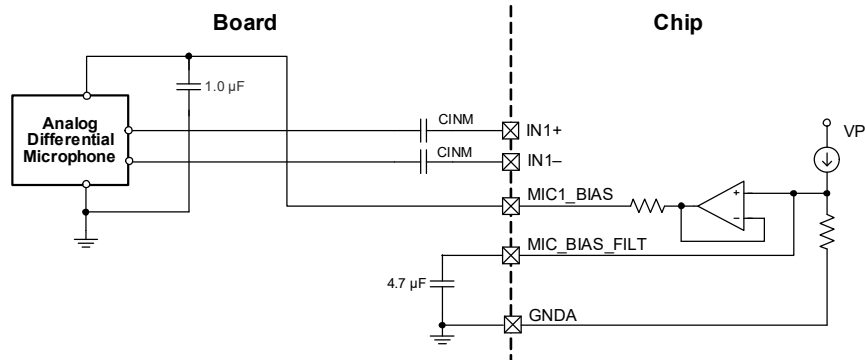 Board
Chip
1.0 µF
Analog
Differential
Microphone
CINM
IN1+
CINM
IN1–
VP
MIC1_BIAS
+
–
MIC_BIAS_FILT
4.7 µF
GNDA